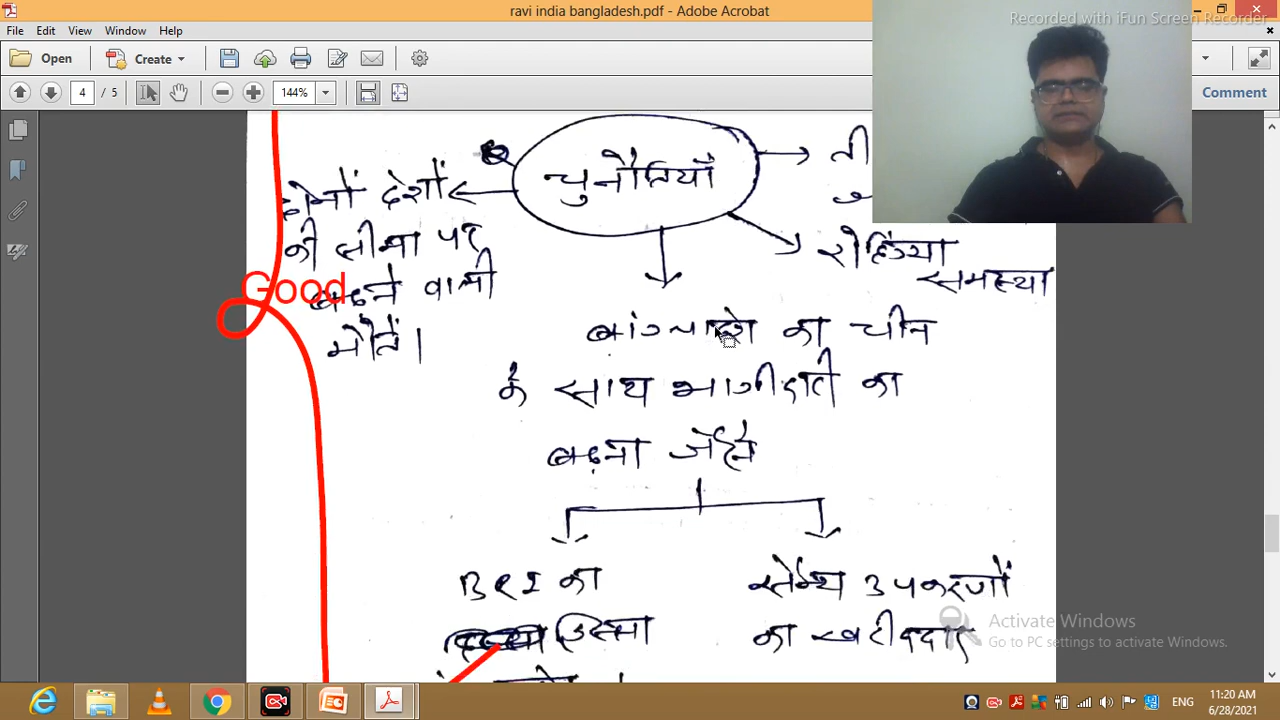 ravi india bangladesh.pdf - Adobe Acrobat
Recorded with iFun Screen Recorder
File Edit View Window Help
Open Create
4 / 5 144% Comment
चुनौतियाँ
दोनों देशों
की सीमा पर
बढ़ने वाली
मौतें।
Good
रोहिंग्या
समस्या
बांग्लादेश का चीन
के साथ भागीदारी का
बढ़ना जैसे
BRI का
हिस्सा
सैन्य उपकरणों
का खरीददार
Activate Windows
Go to PC settings to activate Windows.
ENG
11:20 AM
6/28/2021